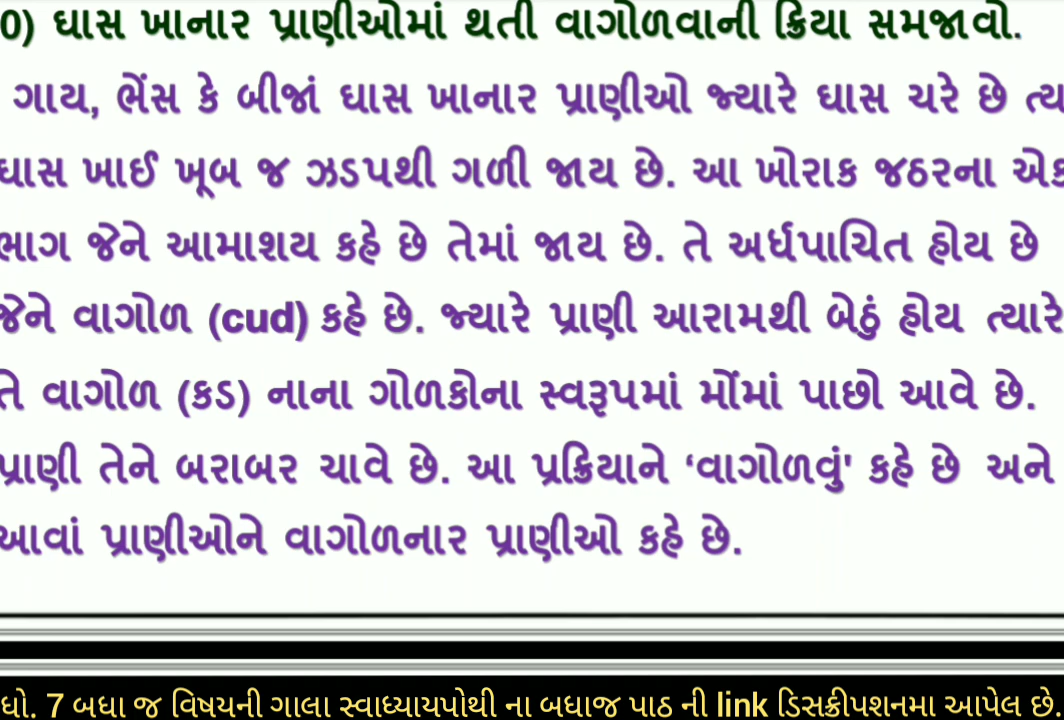 0) ઘાસ ખાનાર પ્રાણીઓમાં થતી વાગોળવાની ક્રિયા સમજાવો.
ગાય, ભેંસ કે બીજાં ઘાસ ખાનાર પ્રાણીઓ જ્યારે ઘાસ ચરે છે ત્ય
ઘાસ ખાઈ ખૂબ જ ઝડપથી ગળી જાય છે. આ ખોરાક જઠરના એક
ભાગ જેને આમાશય કહે છે તેમાં જાય છે. તે અર્ધપાચિત હોય છે
જેને વાગોળ (cud) કહે છે. જ્યારે પ્રાણી આરામથી બેઠું હોય ત્યારે
તે વાગોળ (કડ) નાના ગોળકોના સ્વરૂપમાં મોંમાં પાછો આવે છે.
પ્રાણી તેને બરાબર ચાવે છે. આ પ્રક્રિયાને ‘વાગોળવું' કહે છે અને
આવાં પ્રાણીઓને વાગોળનાર પ્રાણીઓ કહે છે.
ધો. 7 બધા જ વિષયની ગાલા સ્વાધ્યાયપોથી ના બધાજ પાઠ ની link ડિસક્રીપશનમા આપેલ છે.